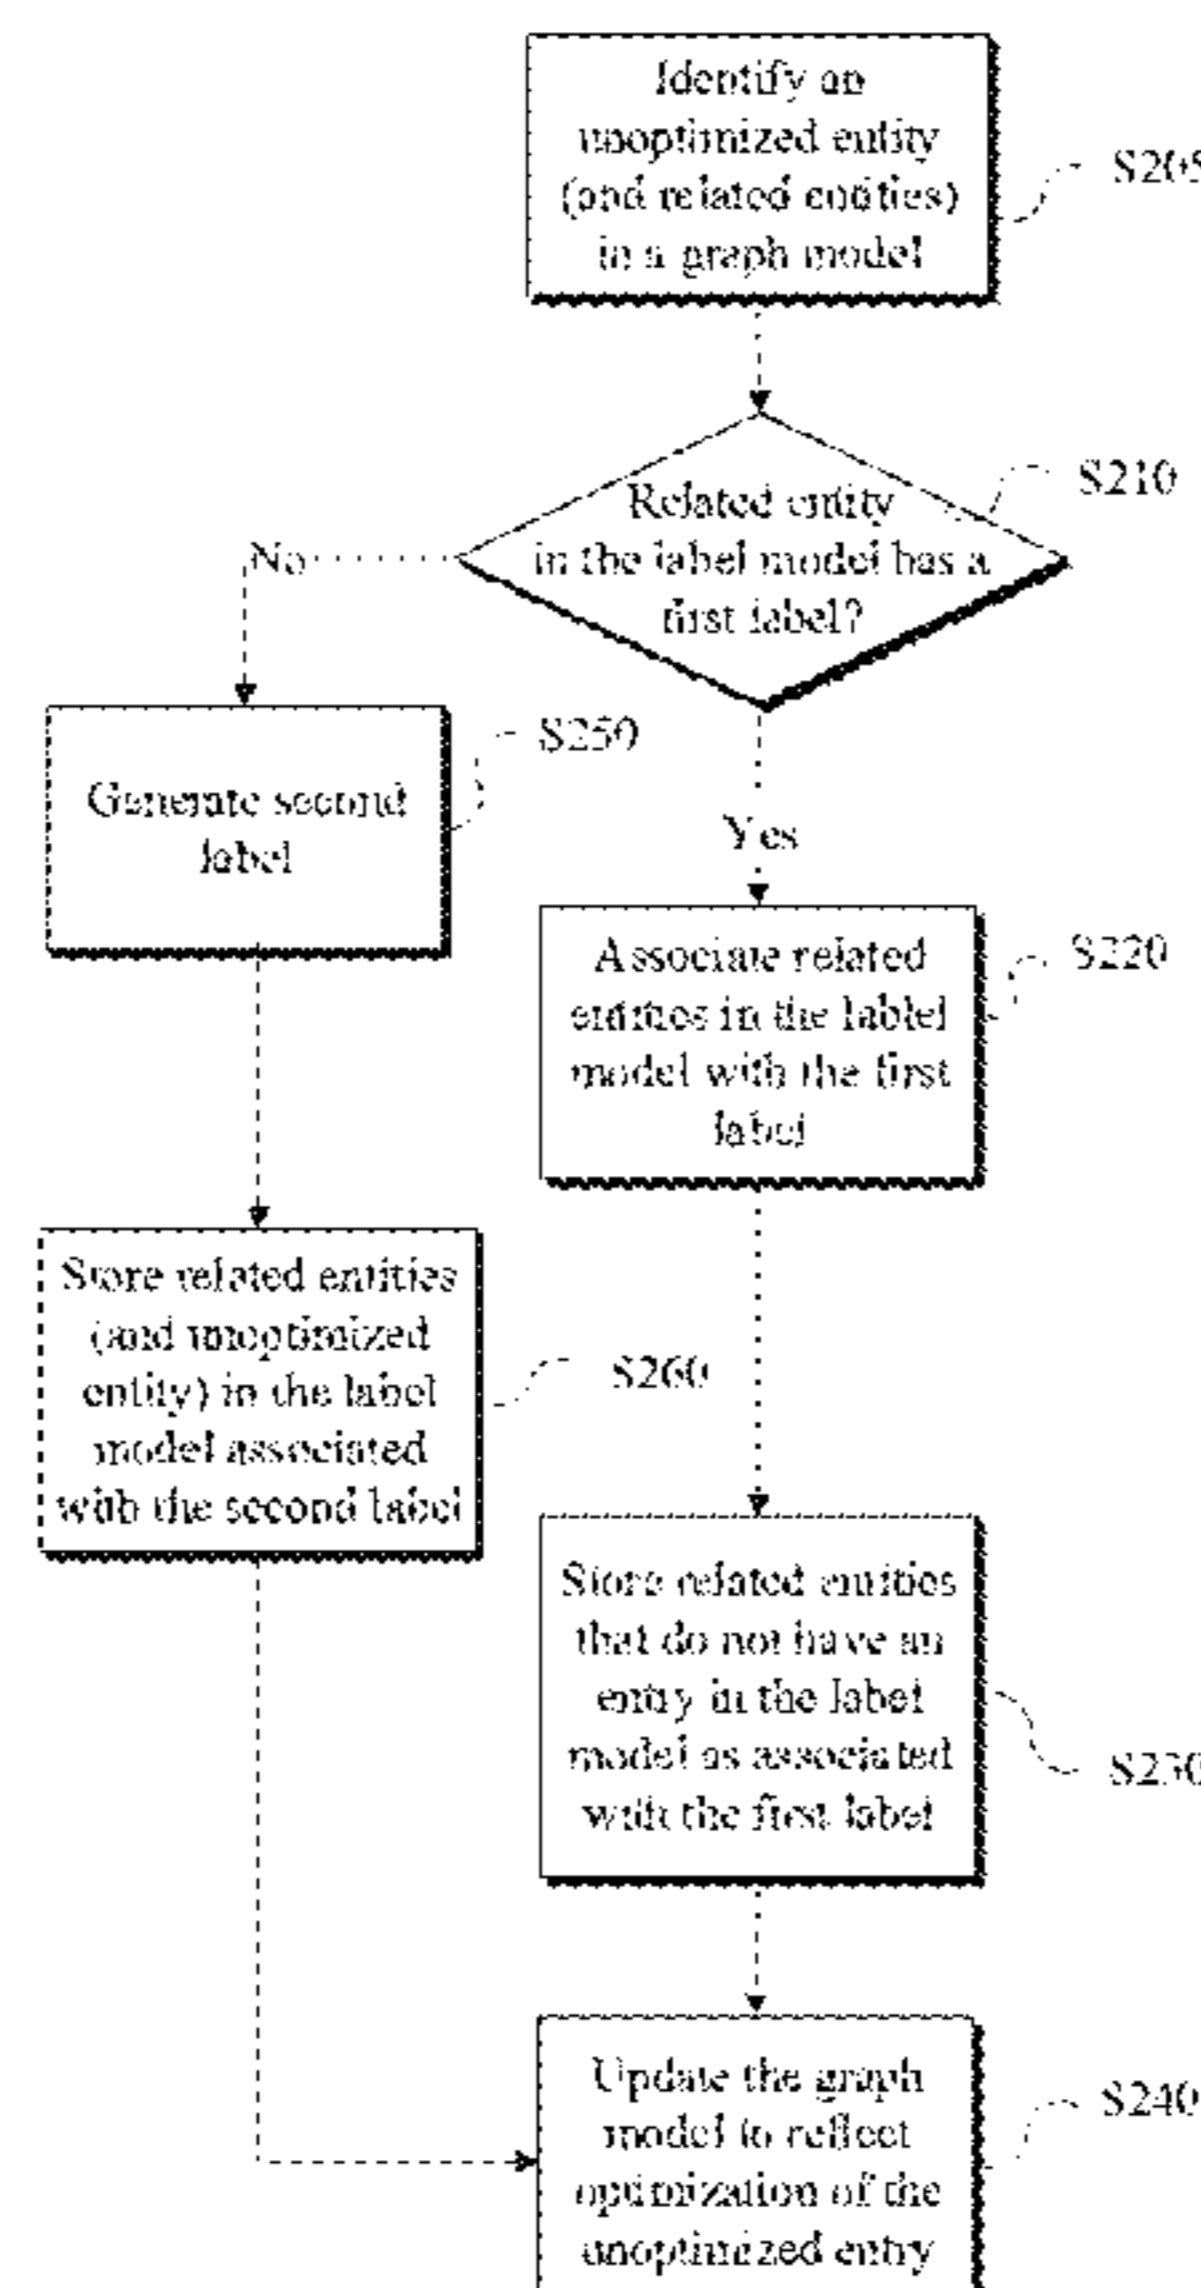 Identify an
unoptimized entity
(and related entities)
in a graph model
S205
Related entity
in the label model has a
first label?
S210
No
Yes
Generate second
label
S250
Associate related
entities in the lablel
model with the first
label
S220
Store related entities
(and unoptimized
entity) in the label
model associated
with the second label
S260
Store related entities
that do not have an
entry in the label
model as associated
with the first label
S230
Update the graph
model to reflect
optimization of the
unoptimized entry
S240